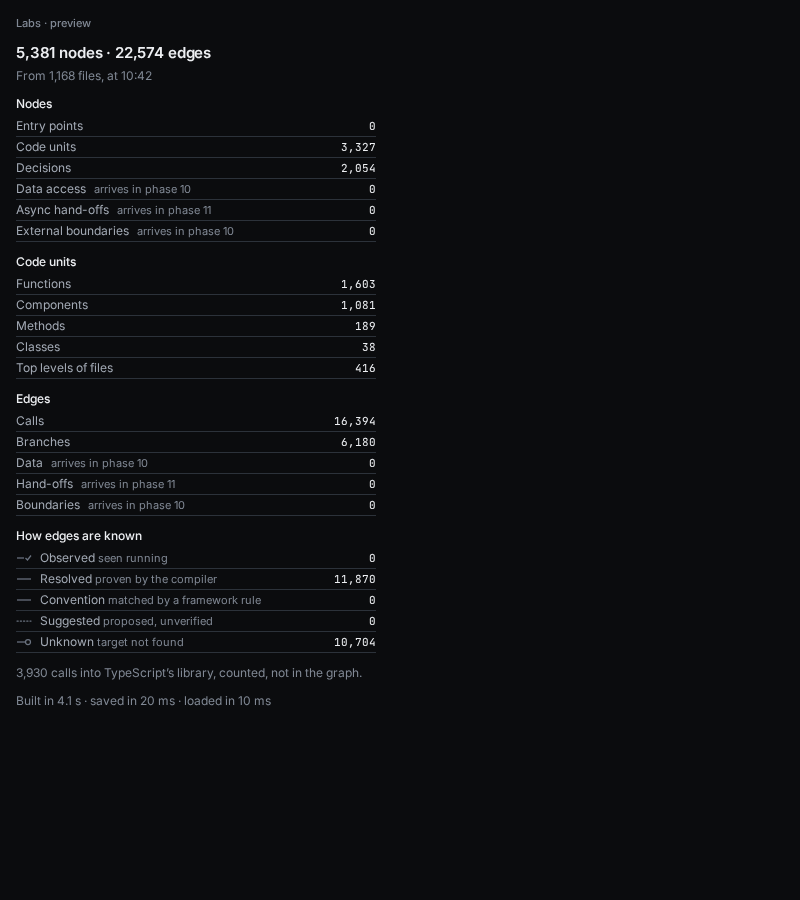 Labs · preview
5,381 nodes · 22,574 edges
From 1,168 files, at 10:42
Nodes
Entry points 0
Code units 3,327
Decisions 2,054
Data access arrives in phase 10 0
Async hand-offs arrives in phase 11 0
External boundaries arrives in phase 10 0
Code units
Functions 1,603
Components 1,081
Methods 189
Classes 38
Top levels of files 416
Edges
Calls 16,394
Branches 6,180
Data arrives in phase 10 0
Hand-offs arrives in phase 11 0
Boundaries arrives in phase 10 0
How edges are known
Observed seen running 0
Resolved proven by the compiler 11,870
Convention matched by a framework rule 0
Suggested proposed, unverified 0
Unknown target not found 10,704
3,930 calls into TypeScript’s library, counted, not in the graph.
Built in 4.1 s · saved in 20 ms · loaded in 10 ms